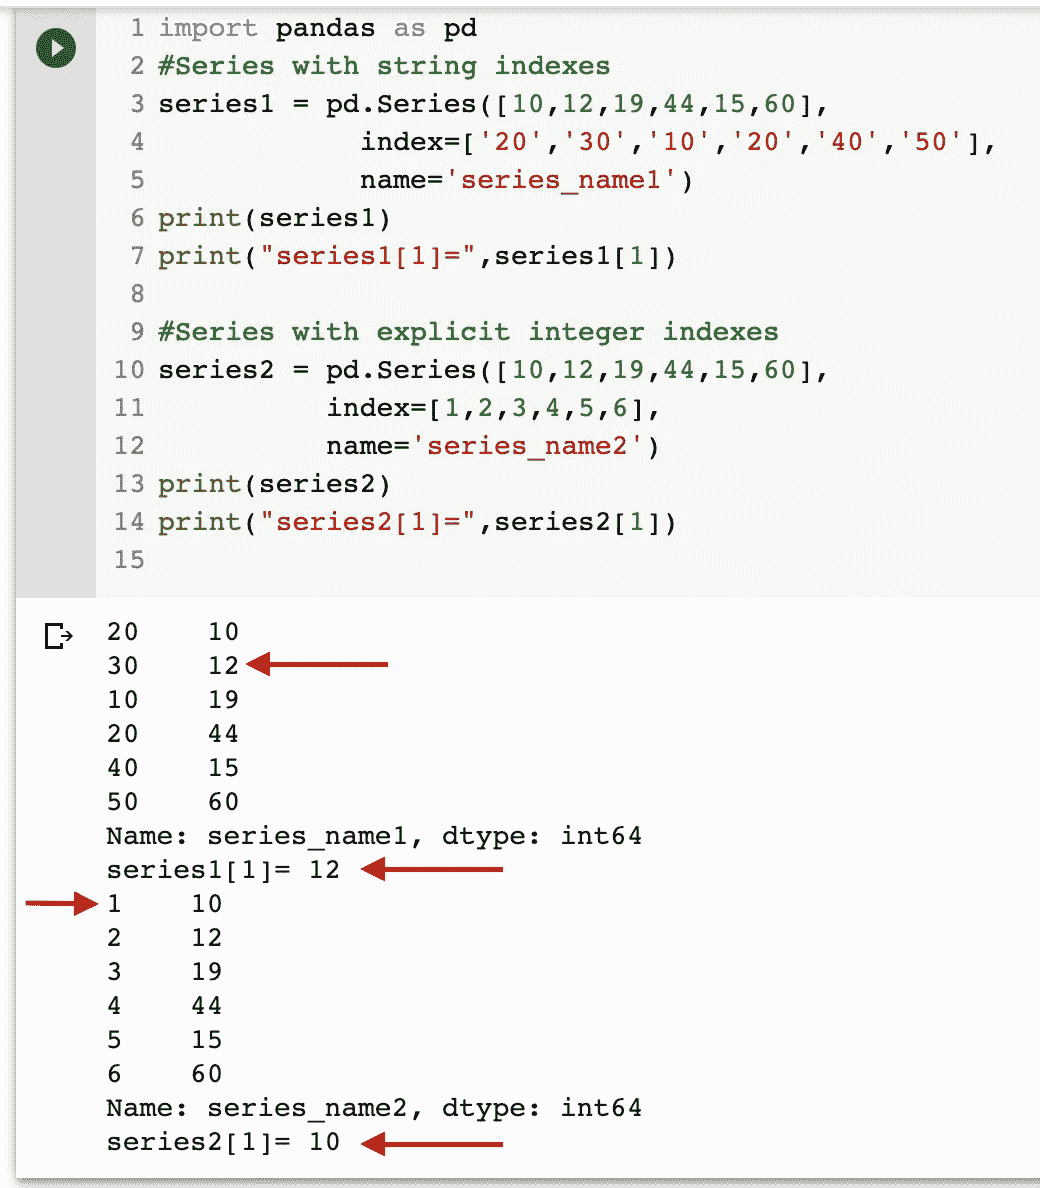 1 import pandas as pd
2 #Series with string indexes
3 series1 = pd.Series([10,12,19,44,15,60],
4             index=['20','30','10','20','40','50'],
5             name='series_name1')
6 print(series1)
7 print("series1[1]=",series1[1])
8
9 #Series with explicit integer indexes
10 series2 = pd.Series([10,12,19,44,15,60],
11           index=[1,2,3,4,5,6],
12           name='series_name2')
13 print(series2)
14 print("series2[1]=",series2[1])
15
20    10
30    12
10    19
20    44
40    15
50    60
Name: series_name1, dtype: int64
series1[1]= 12
1    10
2    12
3    19
4    44
5    15
6    60
Name: series_name2, dtype: int64
series2[1]= 10